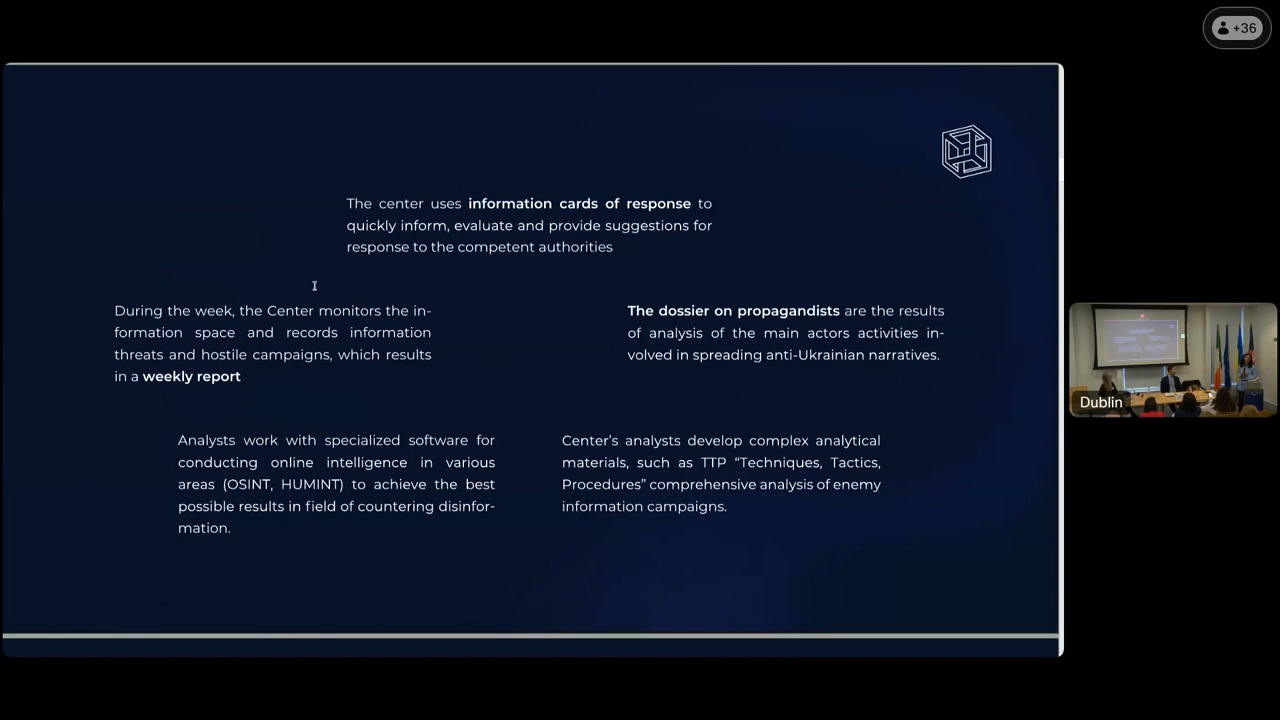 +36
The center uses information cards of response to
quickly inform, evaluate and provide suggestions for
response to the competent authorities
During the week, the Center monitors the in-
formation space and records information
threats and hostile campaigns, which results
in a weekly report
The dossier on propagandists are the results
of analysis of the main actors activities in-
volved in spreading anti-Ukrainian narratives.
Analysts work with specialized software for
conducting online intelligence in various
areas (OSINT, HUMINT) to achieve the best
possible results in field of countering disinfor-
mation.
Center’s analysts develop complex analytical
materials, such as TTP “Techniques, Tactics,
Procedures” comprehensive analysis of enemy
information campaigns.
Dublin